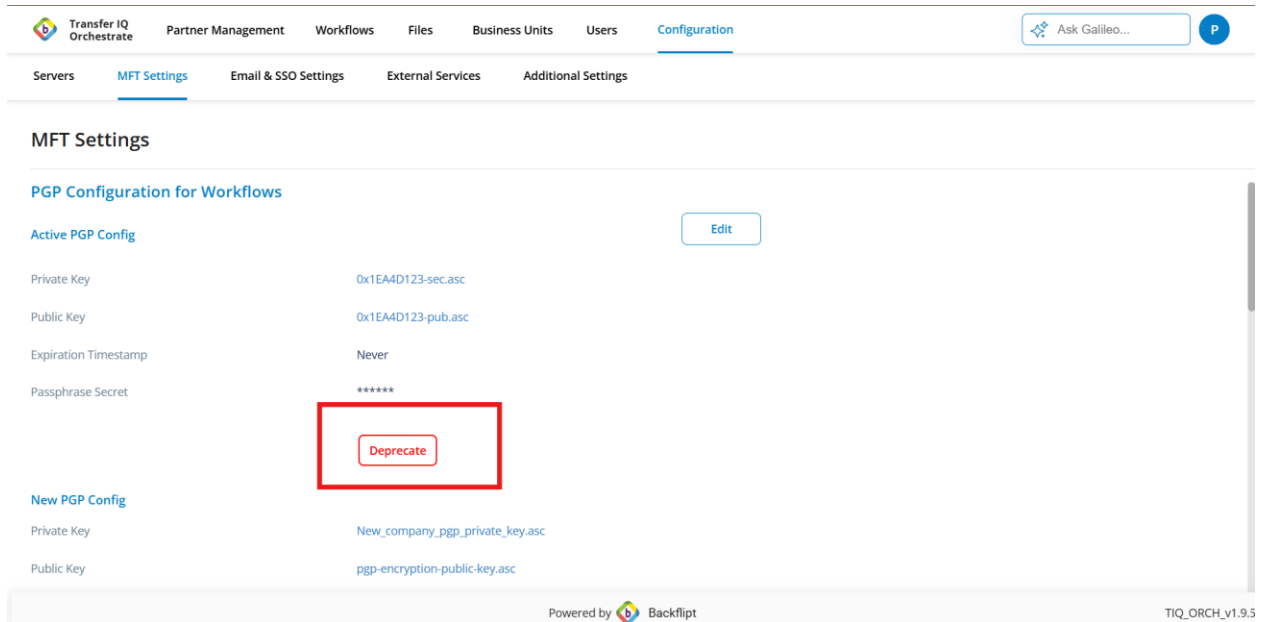 Transfer IQ
Orchestrate
Partner Management Workflows Files Business Units Users Configuration Ask Galileo... P
Servers MFT Settings Email & SSO Settings External Services Additional Settings
MFT Settings
PGP Configuration for Workflows
Active PGP Config Edit
Private Key 0x1EA4D123-sec.asc
Public Key 0x1EA4D123-pub.asc
Expiration Timestamp Never
Passphrase Secret ******
Deprecate
New PGP Config
Private Key New_company_pgp_private_key.asc
Public Key pgp-encryption-public-key.asc
Powered by b Backflipt TIQ_ORCH_v1.9.5